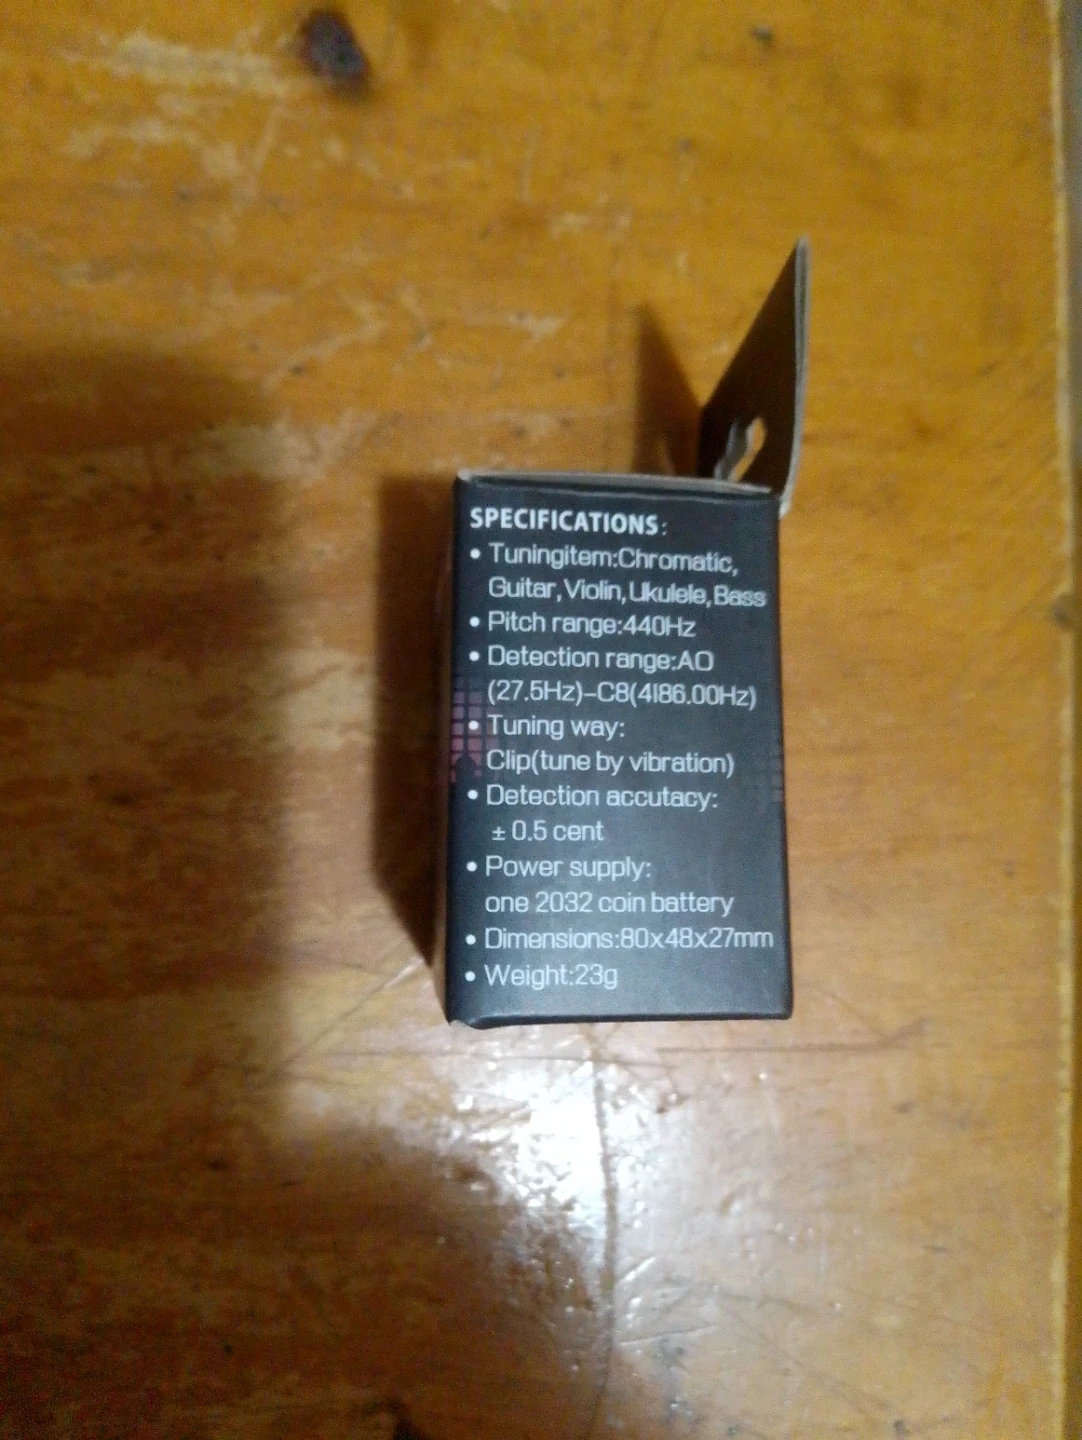 SPECIFICATIONS:
• Tuningitem:Chromatic,
Guitar,Violin,Ukulele,Bass
• Pitch range:440Hz
• Detection range:A0
(27.5Hz)-C8(4186.00Hz)
• Tuning way:
Clip(tune by vibration)
• Detection accutacy:
± 0.5 cent
• Power supply:
one 2032 coin battery
• Dimensions:80x48x27mm
• Weight:23g